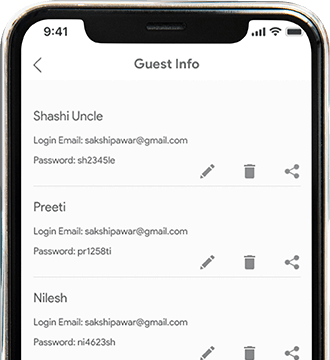 9:41
Guest Info
Shashi Uncle
Login Email: sakshipawar@gmail.com
Password: sh2345le
Preeti
Login Email: sakshipawar@gmail.com
Password: pr1258ti
Nilesh
Login Email: sakshipawar@gmail.com
Password: ni4623sh